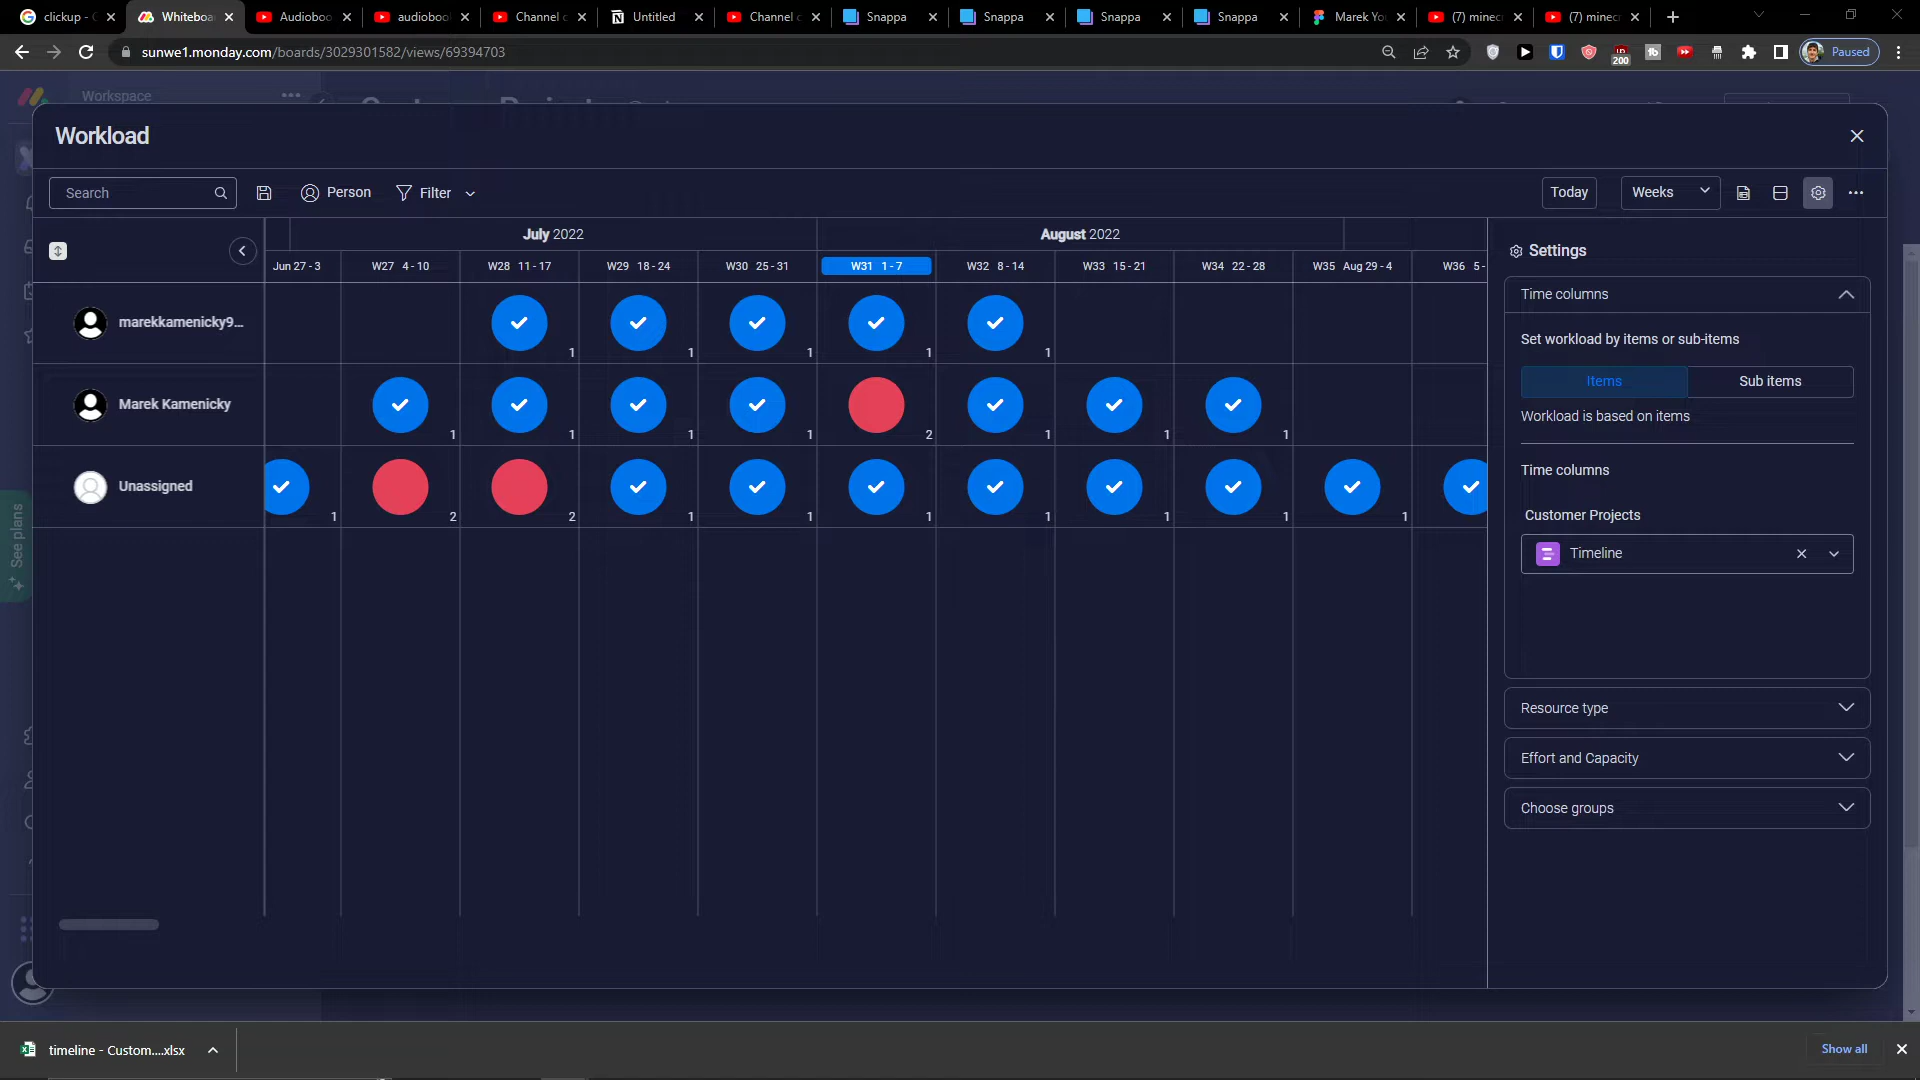 clickup - G
Whiteboa
Audioboo
audioboo
Channel c
Untitled
Channel c
Snappa
Snappa
Snappa
Snappa
Marek Yo
(7) minecr
(7) minecr
sunwe1.monday.com/boards/3029301582/views/69394703
200
fb
Paused
Workspace
Workload
Search
Person
Filter
Today
Weeks
July 2022
August 2022
Jun 27 - 3
W27 4 - 10
W28 11 - 17
W29 18 - 24
W30 25 - 31
W31 1 - 7
W32 8 - 14
W33 15 - 21
W34 22 - 28
W35 Aug 29 - 4
W36 5 -
marekkamenicky9...
1
1
1
1
1
Marek Kamenicky
1
1
1
1
2
1
1
1
Unassigned
1
2
2
1
1
1
1
1
1
1
See plans
Settings
Time columns
Set workload by items or sub-items
Items
Sub items
Workload is based on items
Time columns
Customer Projects
Timeline
Resource type
Effort and Capacity
Choose groups
timeline - Custom....xlsx
Show all